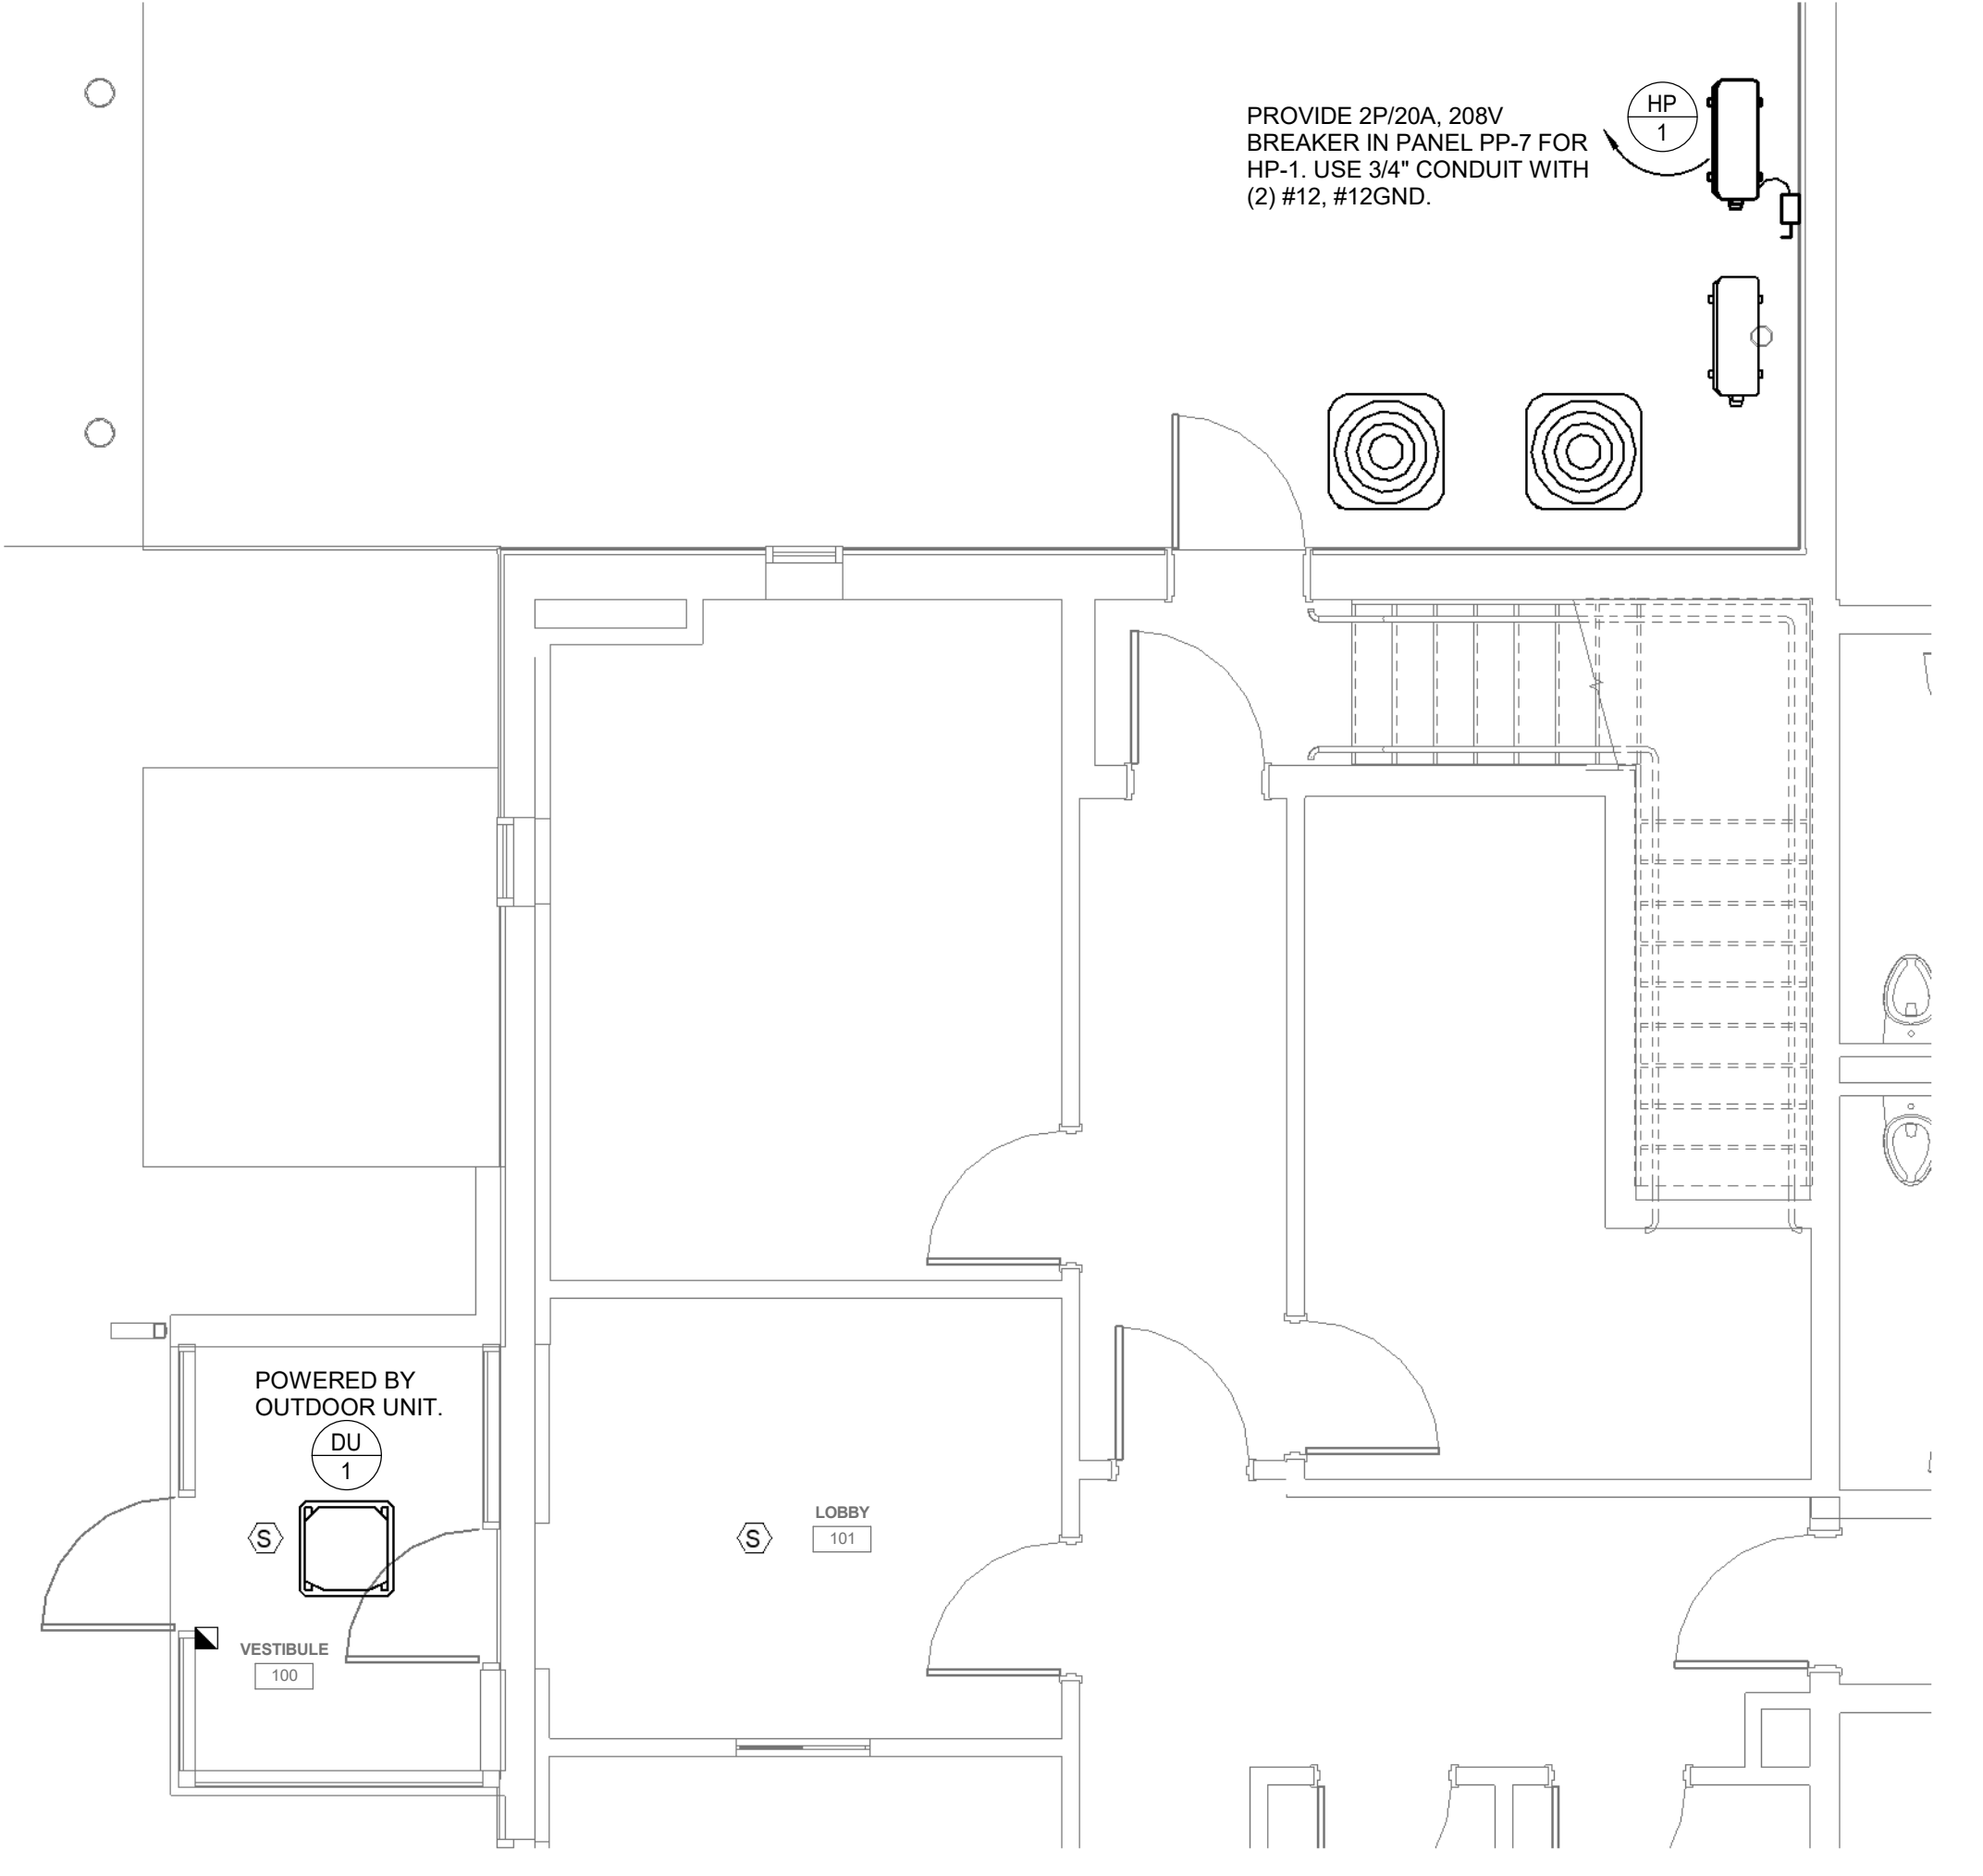 PROVIDE 2P/20A, 208V
BREAKER IN PANEL PP-7 FOR
HP-1. USE 3/4" CONDUIT WITH
(2) #12, #12GND.
HP
1
POWERED BY
OUTDOOR UNIT.
DU
1
S
S
LOBBY
101
VESTIBULE
100